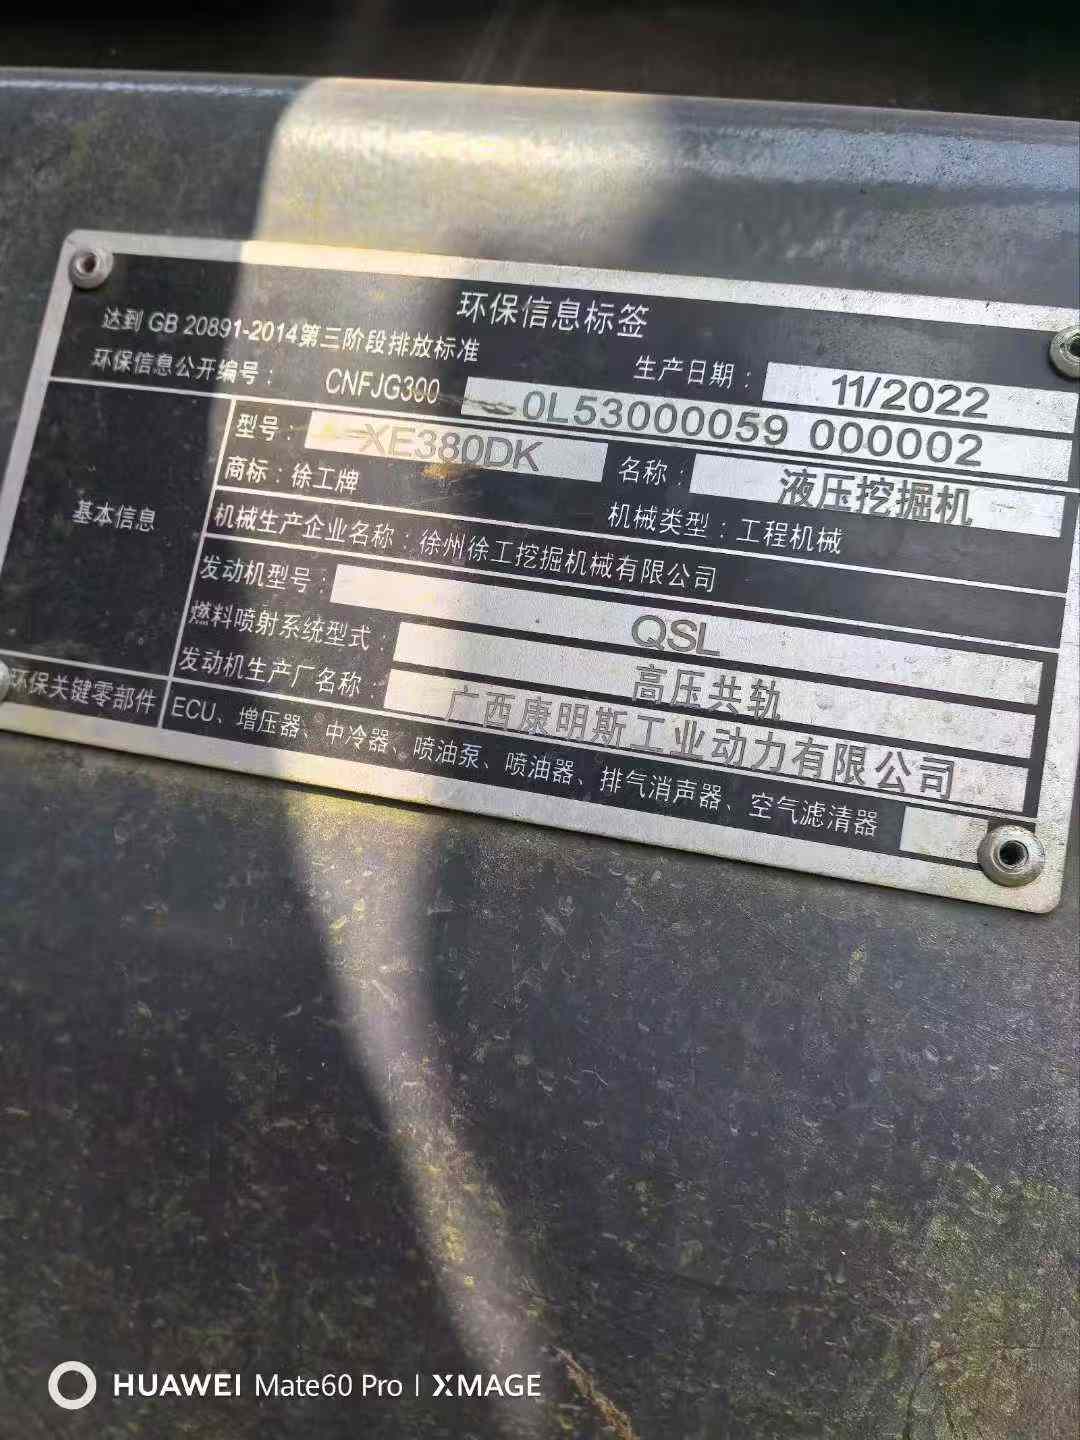 环保信息标签
达到 GB 20891-2014第三阶段排放标准
生产日期： 11/2022
环保信息公开编号： CNFJG300 0L53000059 000002
基本信息
型号： XE380DK 名称： 液压挖掘机
商标：徐工牌 机械类型：工程机械
机械生产企业名称：徐州徐工挖掘机械有限公司
发动机型号： QSL
燃料喷射系统型式： 高压共轨
发动机生产厂名称： 广西康明斯工业动力有限公司
环保关键零部件 ECU、增压器、中冷器、喷油泵、喷油器、排气消声器、空气滤清器
HUAWEI Mate60 Pro | XMAGE